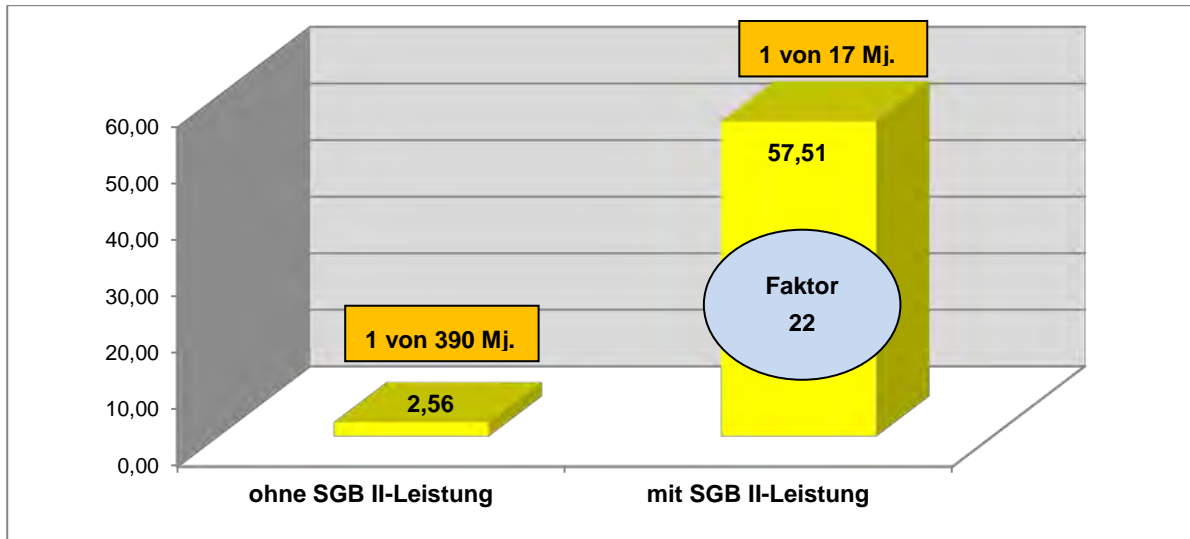 1 von 17 Mj.
60,00
50,00
40,00
30,00
20,00
10,00
0,00
57,51
Faktor
22
1 von 390 Mj.
2,56
ohne SGB II-Leistung
mit SGB II-Leistung